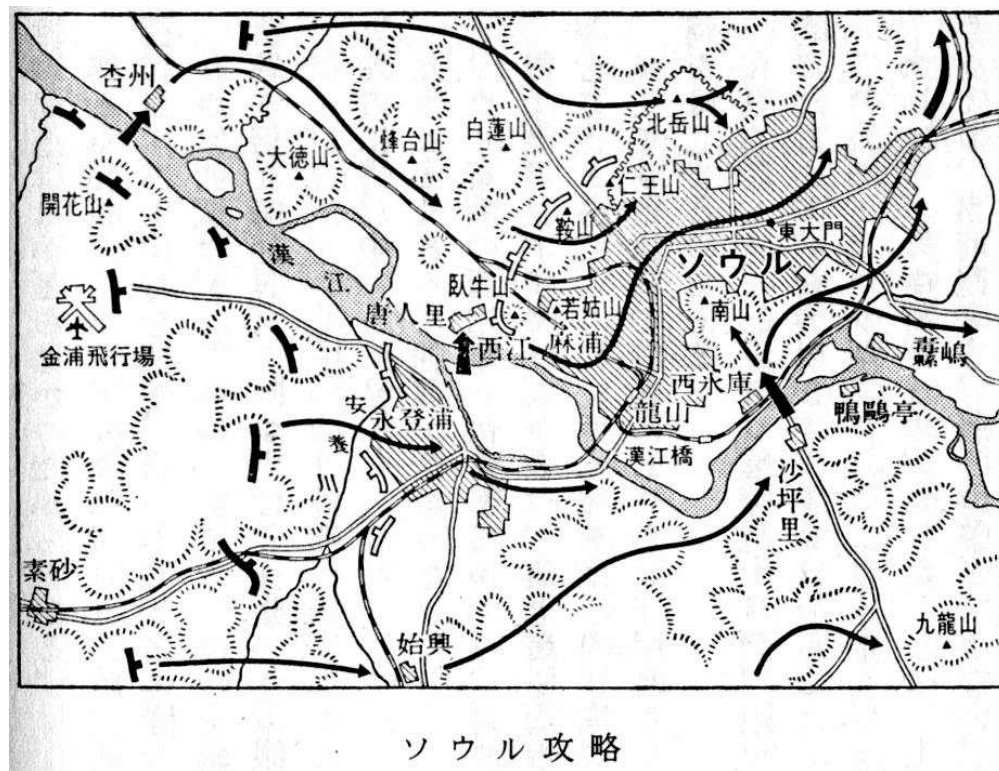 杏州
北岳山
白蓮山
烽台山
大徳山
仁王山
開花山
鞍山
東大門
漢江
ソウル
臥牛山
若姑山
南山
唐人里
金浦飛行場
西江
麻浦
纛嶋
西氷庫
龍山
鴨鷗亭
安養川
永登浦
漢江橋
沙坪里
素砂
始興
九龍山
ソウル攻略